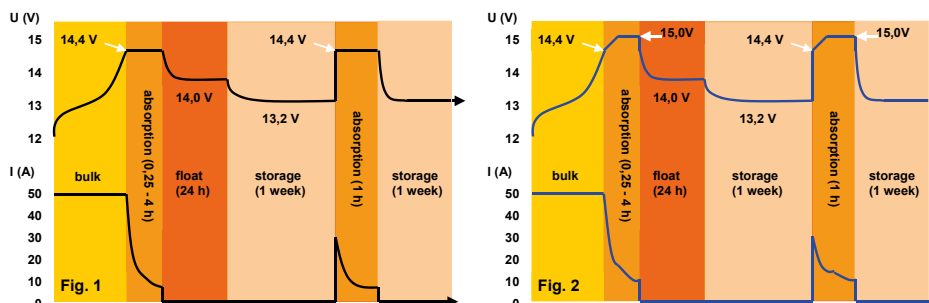 U (V)
15
14
13
12
14,4 V
14,4 V
14,0 V
13,2 V
absorption (0,25 - 4 h)
absorption (1 h)
I (A)
50
40
30
20
10
0
bulk
float
(24 h)
storage
(1 week)
storage
(1 week)
Fig. 1
U (V)
15
14
13
12
14,4 V
15,0V
14,4 V
15,0V
14,0 V
13,2 V
absorption (0,25 - 4 h)
absorption (1 h)
I (A)
50
40
30
20
10
0
bulk
float
(24 h)
storage
(1 week)
storage
(1 week)
Fig. 2